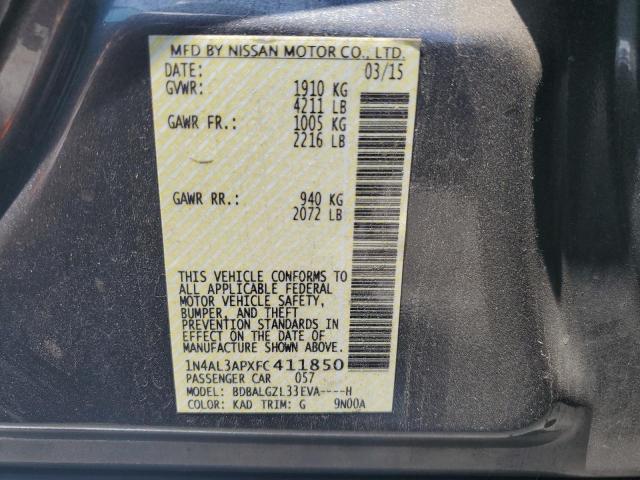 MFD BY NISSAN MOTOR CO., LTD.
DATE: 03/15
GVWR: 1910 KG
4211 LB
GAWR FR.: 1005 KG
2216 LB
GAWR RR.: 940 KG
2072 LB
THIS VEHICLE CONFORMS TO
ALL APPLICABLE FEDERAL
MOTOR VEHICLE SAFETY,
BUMPER, AND THEFT
PREVENTION STANDARDS IN
EFFECT ON THE DATE OF
MANUFACTURE SHOWN ABOVE.
1N4AL3APXFC411850
PASSENGER CAR 057
MODEL: BDBALGZL33EVA----H
COLOR: KAD TRIM: G 9N00A